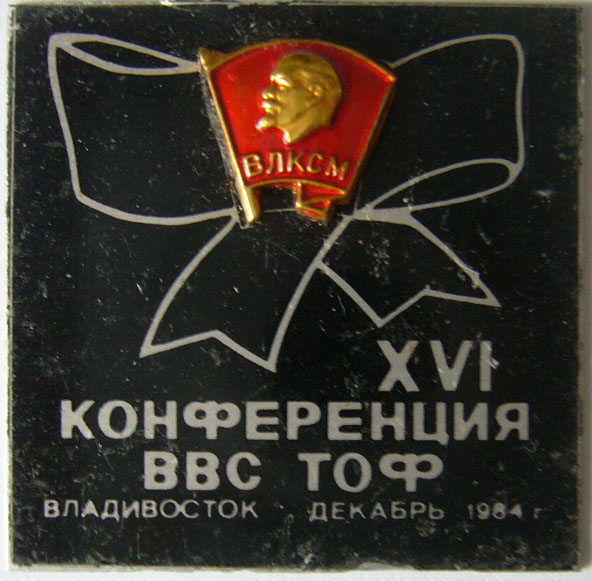 ВЛКСМ
XVI
КОНФЕРЕНЦИЯ
ВВС ТОФ
ВЛАДИВОСТОК ДЕКАБРЬ 1984 г